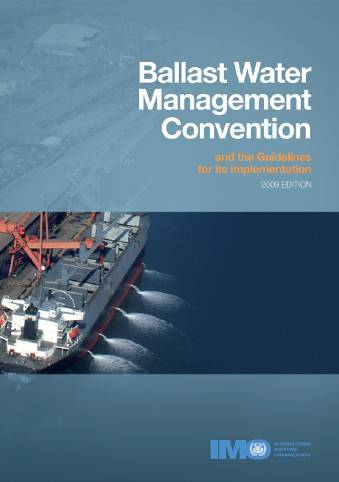 Ballast Water
Management
Convention
and the Guidelines
for its implementation
2009 EDITION
IMO
INTERNATIONAL
MARITIME
ORGANIZATION